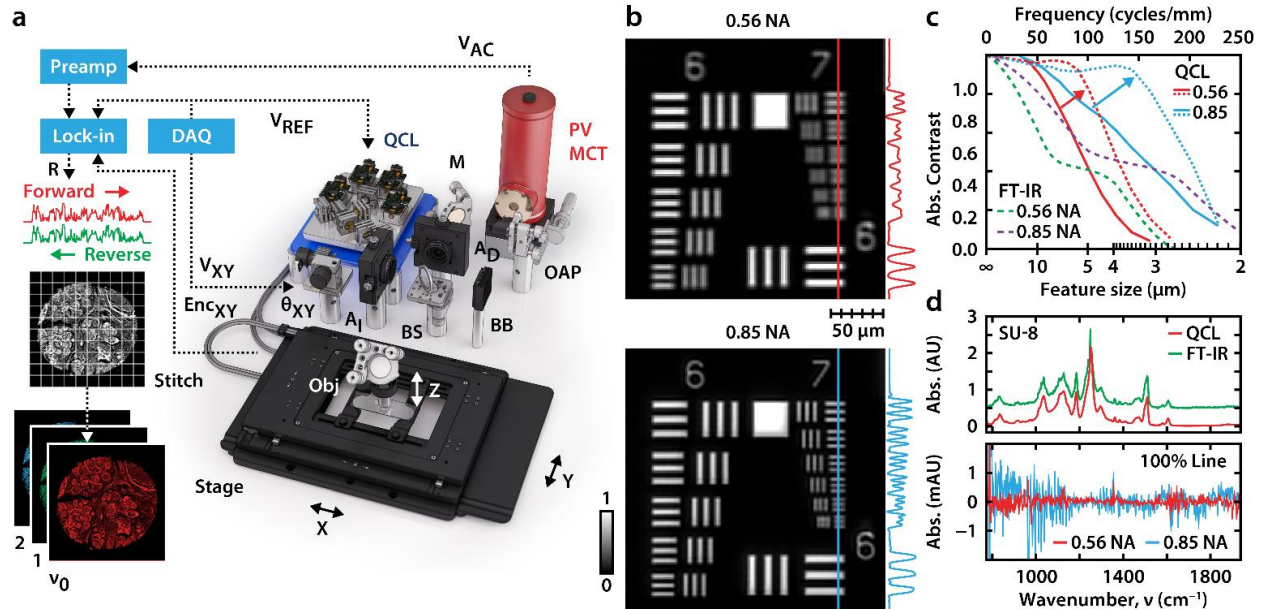 a
V_AC
Preamp
Lock-in
DAQ
V_REF
R
Forward
Reverse
V_XY
Enc_XY
θ_XY
QCL
M
PV
MCT
A_D
OAP
A_I
BS
BB
Obj
Z
Stitch
Stage
X
Y
2
1
ν_0
1
0
b
0.56 NA
6
7
6
50 µm
0.85 NA
6
7
6
c
Frequency (cycles/mm)
0 50 100 150 200 250
Abs. Contrast
1.0
0.8
0.6
0.4
0.2
0.0
QCL
0.56
0.85
FT-IR
0.56 NA
0.85 NA
∞ 10 5 4 3 2
Feature size (µm)
d
Abs. (AU)
3
2
1
0
SU-8
QCL
FT-IR
Abs. (mAU)
1
0
−1
100% Line
0.56 NA 0.85 NA
1000 1400 1800
Wavenumber, ν (cm⁻¹)